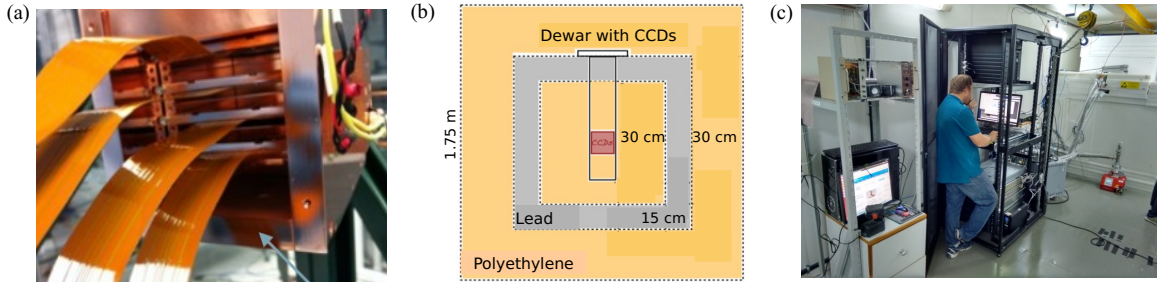 (a)
(b)
(c)
Dewar with CCDs
1.75 m
CCDs
30 cm
30 cm
Lead
15 cm
Polyethylene